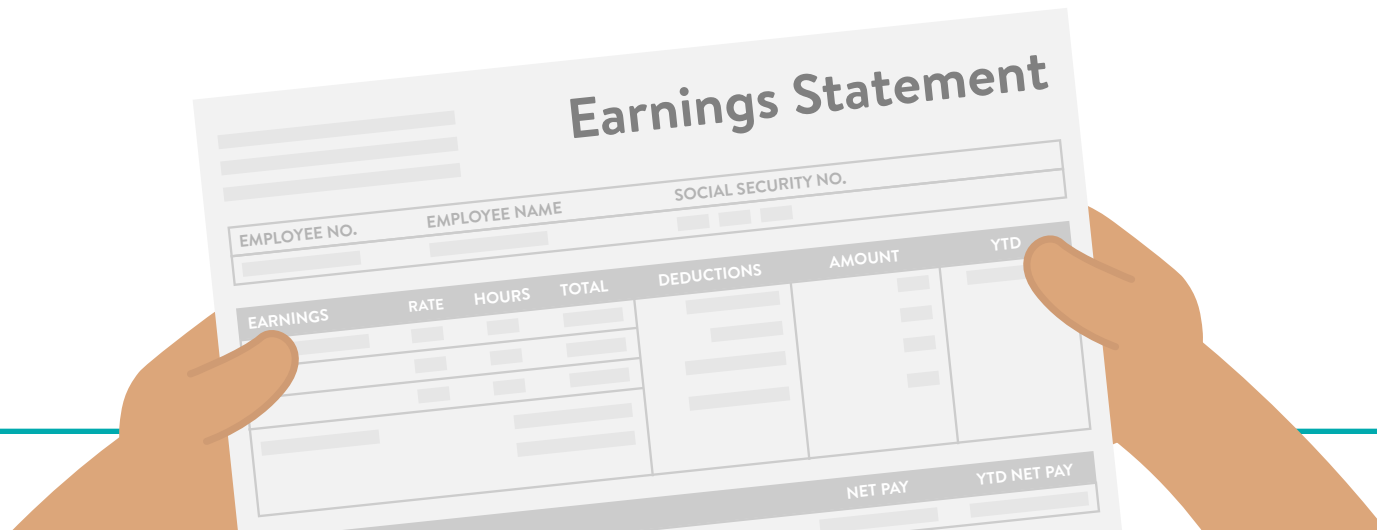 Earnings Statement
EMPLOYEE NO. EMPLOYEE NAME SOCIAL SECURITY NO.
EARNINGS RATE HOURS TOTAL DEDUCTIONS AMOUNT YTD
NET PAY YTD NET PAY